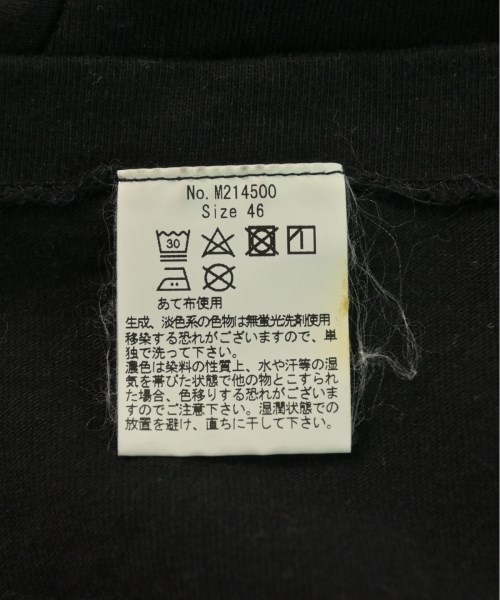 No. M214500
Size 46
30
あて布使用
生成、淡色系の色物は無蛍光洗剤使用
移染する恐れがございますので、単
独で洗って下さい。
濃色は染料の性質上、水や汗等の湿
気を帯びた状態で他の物とこすられ
た場合、色移りする恐れがございま
すのでご注意下さい。湿潤状態での
放置を避け、直ちに干して下さい。